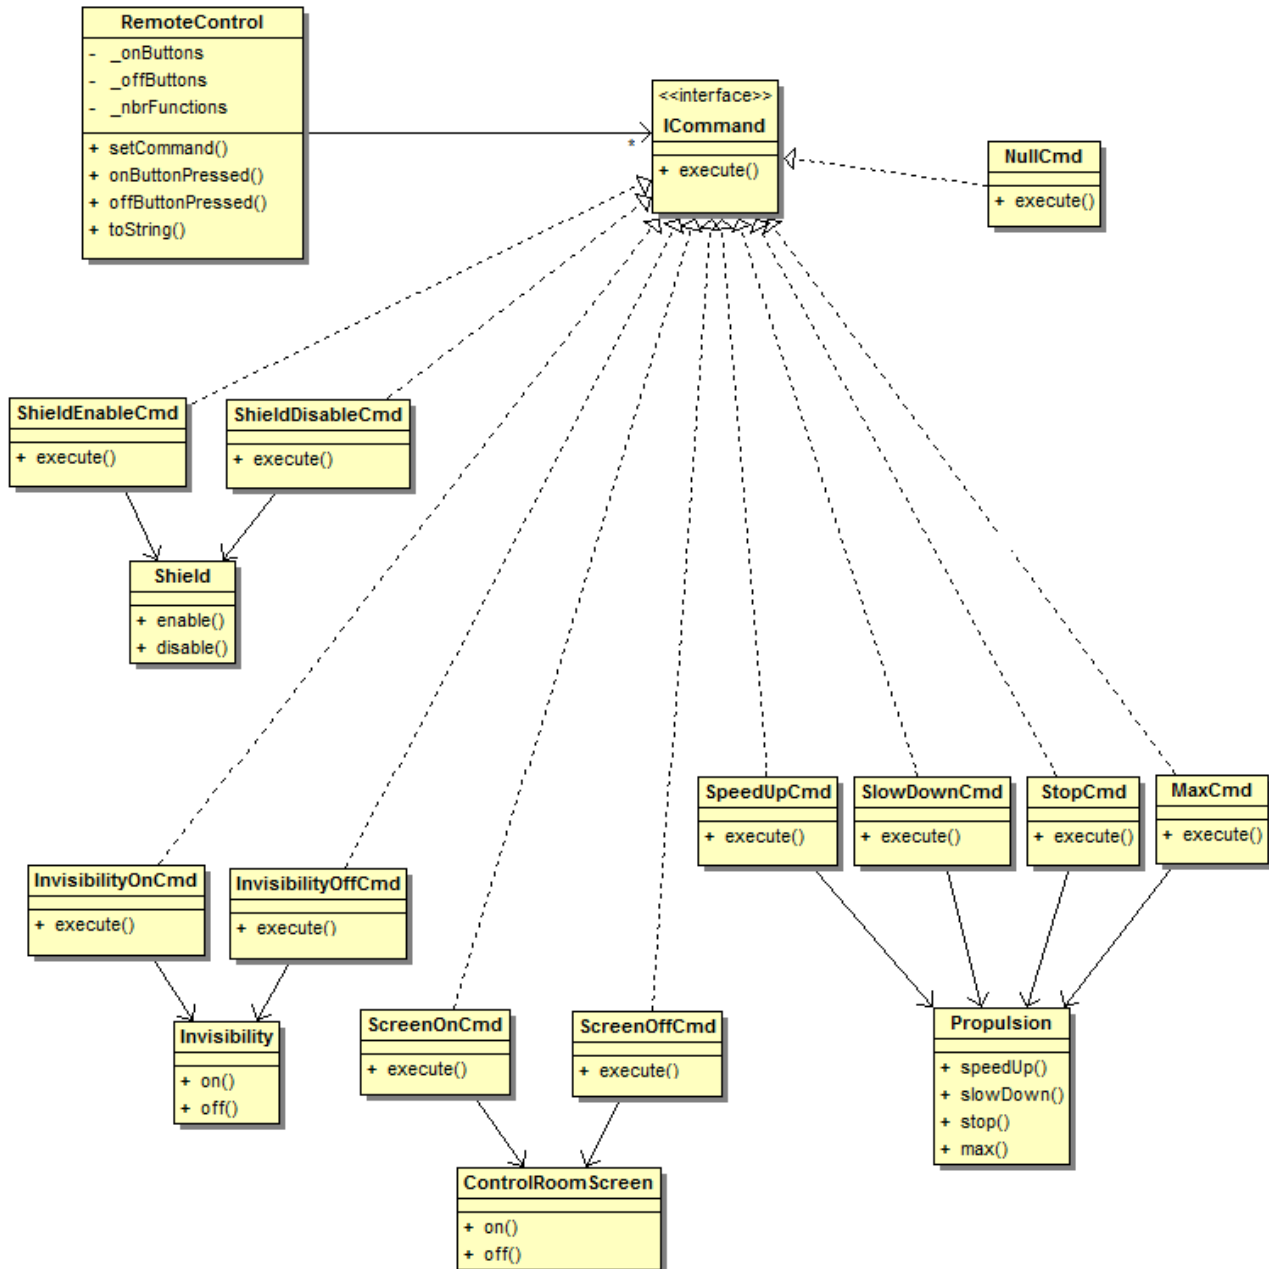 RemoteControl
- _onButtons
- _offButtons
- _nbrFunctions
+ setCommand()
+ onButtonPressed()
+ offButtonPressed()
+ toString()
<<interface>>
ICommand
+ execute()
*
NullCmd
+ execute()
ShieldEnableCmd
+ execute()
ShieldDisableCmd
+ execute()
Shield
+ enable()
+ disable()
SpeedUpCmd
+ execute()
SlowDownCmd
+ execute()
StopCmd
+ execute()
MaxCmd
+ execute()
InvisibilityOnCmd
+ execute()
InvisibilityOffCmd
+ execute()
Invisibility
+ on()
+ off()
ScreenOnCmd
+ execute()
ScreenOffCmd
+ execute()
Propulsion
+ speedUp()
+ slowDown()
+ stop()
+ max()
ControlRoomScreen
+ on()
+ off()